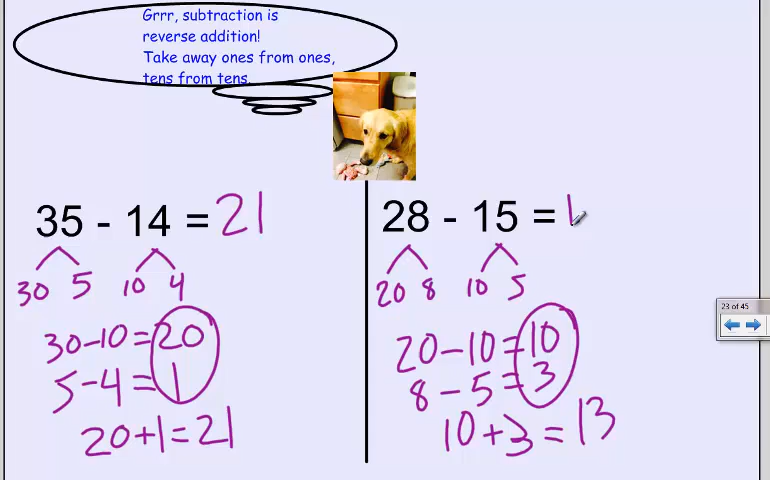 Grrr, subtraction is
reverse addition!
Take away ones from ones,
tens from tens.
35 - 14 = 21
30 5 10 4
30-10=20
5-4=1
20+1=21
28 - 15 = 1
20 8 10 5
20-10=10
8-5=3
10+3=13
23 of 45